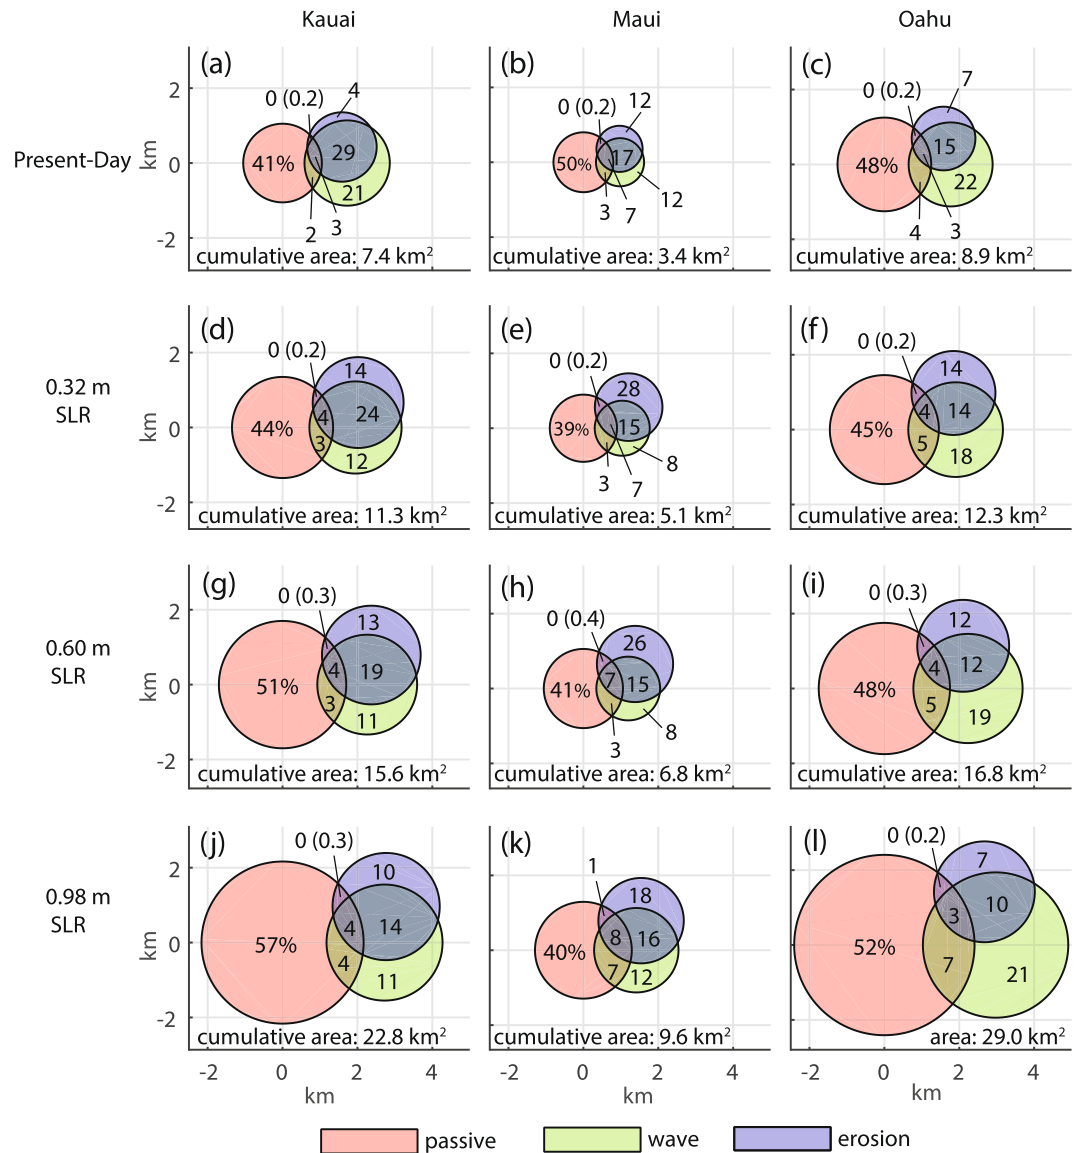 Kauai Maui Oahu
(a) (b) (c)
0 (0.2) 4 0 (0.2) 12 0 (0.2) 7
2
Present-Day km 0 41% 29 50% 17 48% 15
21 12 22
2 3 3 7 4 3
-2
cumulative area: 7.4 km² cumulative area: 3.4 km² cumulative area: 8.9 km²
(d) (e) (f)
0 (0.2) 0 (0.2) 0 (0.2)
2 14 28 14
0.32 m
SLR
km 0 44% 4 24 39% 15 45% 4 14
3 12 8 5 18
3 7
-2
cumulative area: 11.3 km² cumulative area: 5.1 km² cumulative area: 12.3 km²
(g) (h) (i)
0 (0.3) 0 (0.4) 0 (0.3)
2 13 26 12
0.60 m
SLR
km 0 51% 4 19 41% 7 15 48% 4 12
3 11 8 5 19
3
-2
cumulative area: 15.6 km² cumulative area: 6.8 km² cumulative area: 16.8 km²
(j) (k) (l)
0 (0.3) 1 0 (0.2)
2 10 18 7
0.98 m
SLR
km 0 57% 4 14 40% 8 16 52% 3 10
4 11 7 12 7 21
-2
cumulative area: 22.8 km² cumulative area: 9.6 km² area: 29.0 km²
-2 0 2 4 -2 0 2 4 -2 0 2 4
km km km
passive wave erosion